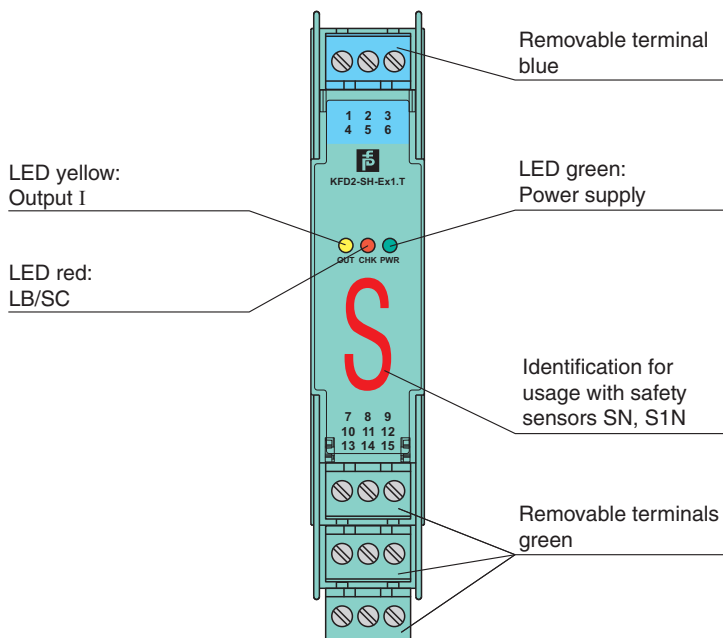 Removable terminal
blue
1 2 3
4 5 6
KFD2-SH-Ex1.T
LED yellow:
Output I
LED green:
Power supply
OUT CHK PWR
LED red:
LB/SC
S
Identification for
usage with safety
sensors SN, S1N
7 8 9
10 11 12
13 14 15
Removable terminals
green